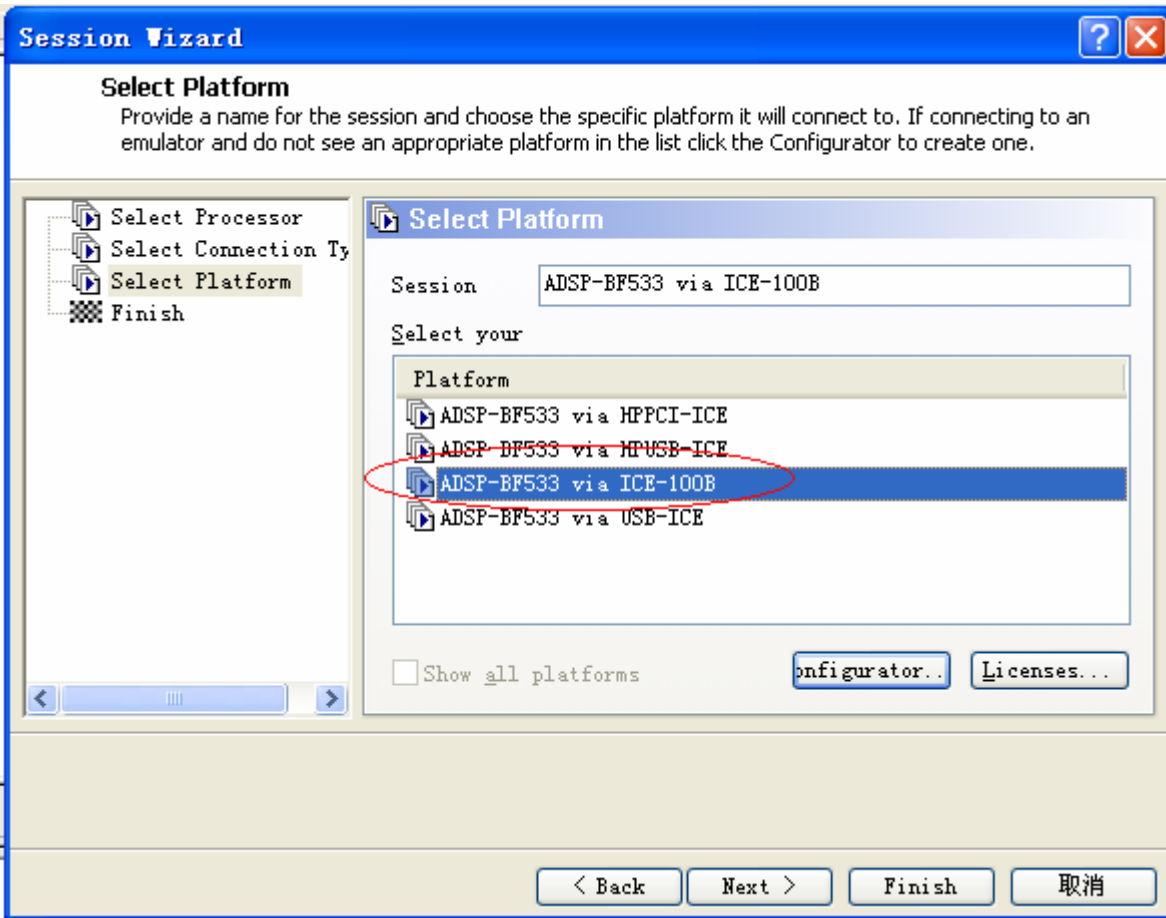 Session Wizard
Select Platform
Provide a name for the session and choose the specific platform it will connect to. If connecting to an
emulator and do not see an appropriate platform in the list click the Configurator to create one.
Select Processor
Select Connection Ty
Select Platform
Finish
Select Platform
Session ADSP-BF533 via ICE-100B
Select your
Platform
ADSP-BF533 via HPPCI-ICE
ADSP-BF533 via HPUSB-ICE
ADSP-BF533 via ICE-100B
ADSP-BF533 via USB-ICE
Show all platforms
onfigurator..
Licenses...
< Back
Next >
Finish
取消